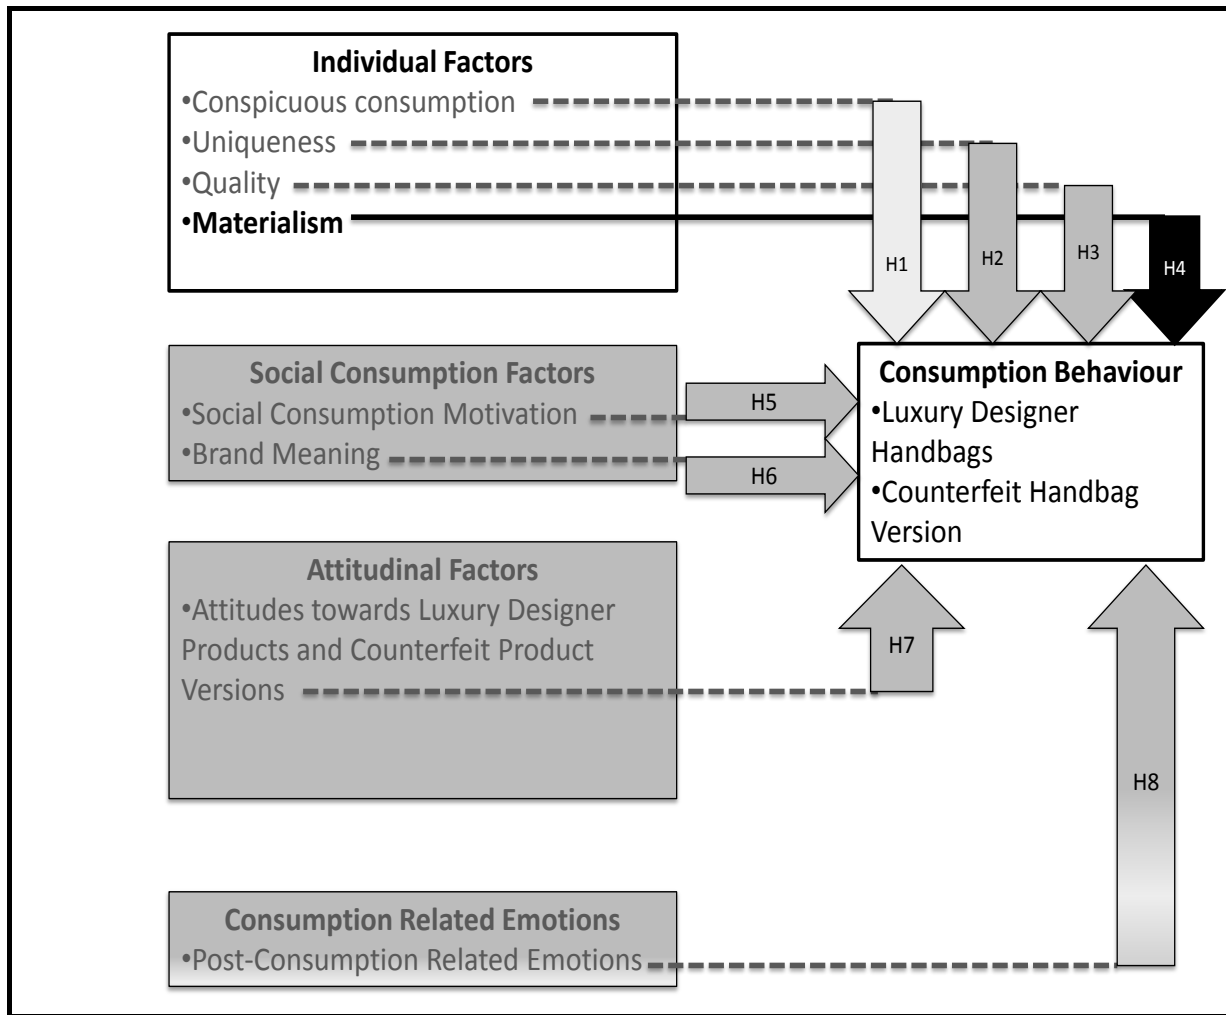 Individual Factors
•Conspicuous consumption
•Uniqueness
•Quality
•Materialism
H1
H2
H3
H4
Social Consumption Factors
•Social Consumption Motivation
•Brand Meaning
H5
H6
Consumption Behaviour
•Luxury Designer
Handbags
•Counterfeit Handbag
Version
Attitudinal Factors
•Attitudes towards Luxury Designer
Products and Counterfeit Product
Versions
H7
H8
Consumption Related Emotions
•Post-Consumption Related Emotions